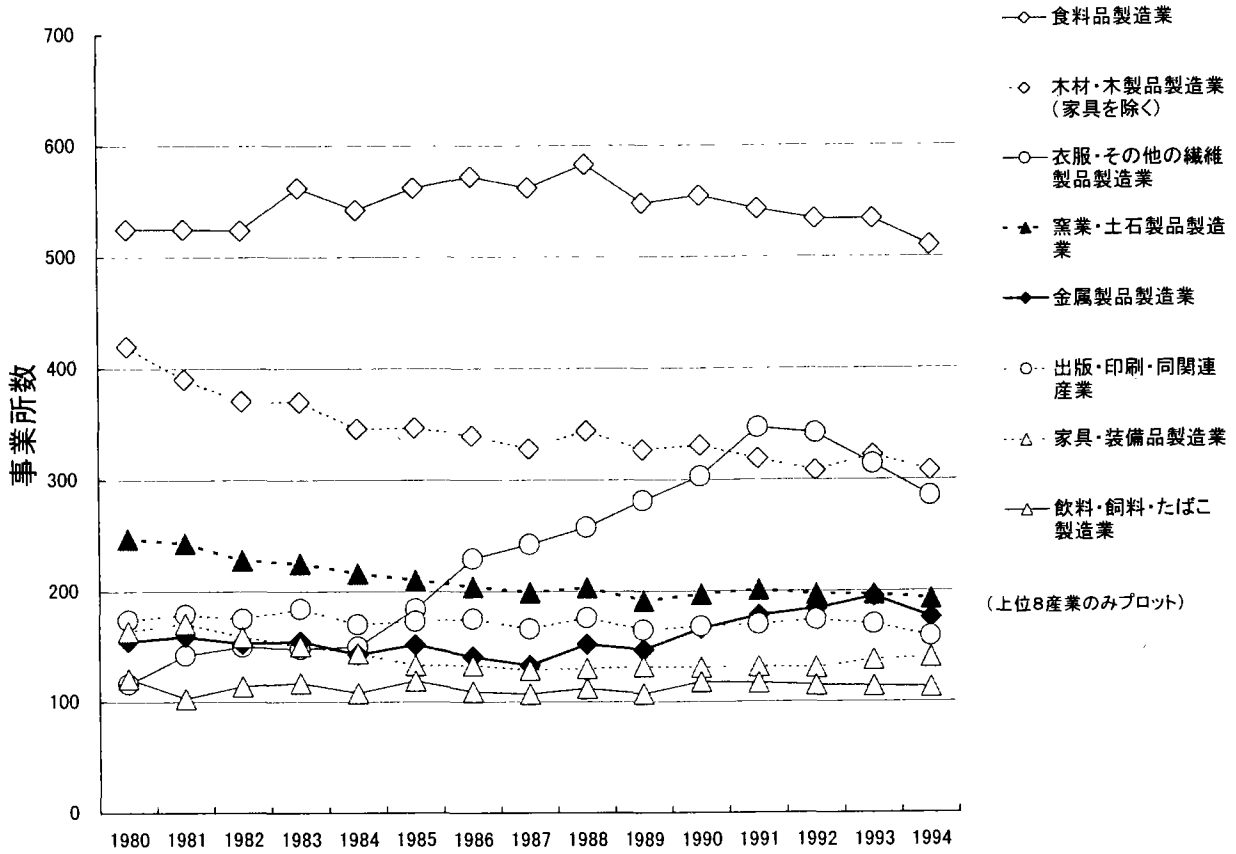 700
600
500
400
300
200
100
0
事業所数
1980 1981 1982 1983 1984 1985 1986 1987 1988 1989 1990 1991 1992 1993 1994
食料品製造業
木材・木製品製造業
(家具を除く)
衣服・その他の繊維
製品製造業
窯業・土石製品製造
業
金属製品製造業
出版・印刷・同関連
産業
家具・装備品製造業
飲料・飼料・たばこ
製造業
(上位8産業のみプロット)